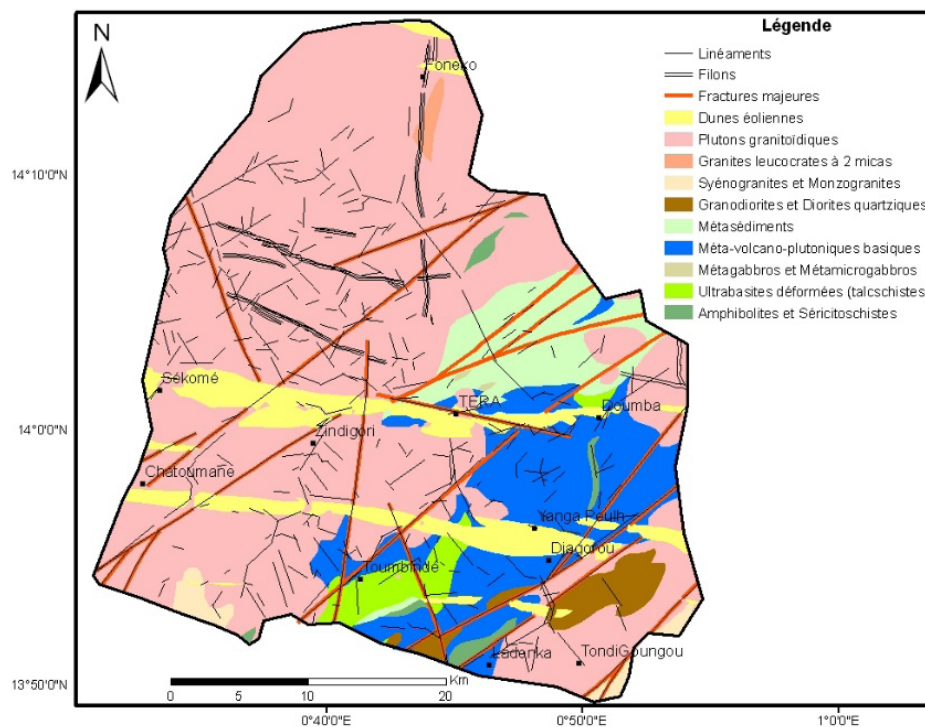 N
Légende
Linéaments
Filons
Fractures majeures
Dunes éoliennes
Plutons granitoïdiques
Granites leucocrates à 2 micas
Syénogranites et Monzogranites
Granodiorites et Diorites quartziques
Métasédiments
Méta-volcano-plutoniques basiques
Métagabbros et Métamicrogabbros
Ultrabasites déformées (talcschistes
Amphibolites et Séricitoschistes
Foneko
14°10'0"N
Sékomé
TERA
Doumba
14°0'0"N
Zindigori
Chatoumane
Yanga Peulh
Diagorou
Toumbindé
Ladanka
TondiGoungou
13°50'0"N
Km
0 5 10 20
0°40'0"E
0°50'0"E
1°0'0"E